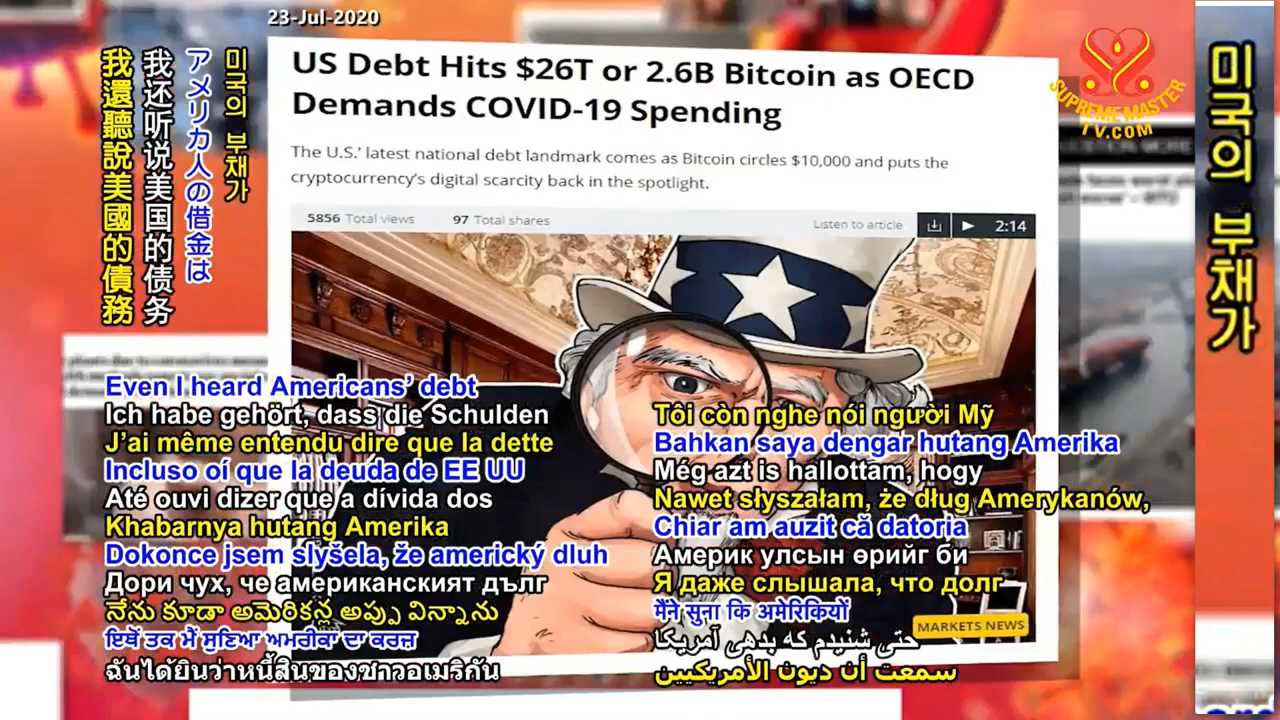 23-Jul-2020
US Debt Hits $26T or 2.6B Bitcoin as OECD
Demands COVID-19 Spending
The U.S.' latest national debt landmark comes as Bitcoin circles $10,000 and puts the
cryptocurrency's digital scarcity back in the spotlight.
5856 Total views 97 Total shares
Listen to article 2:14
SUPREME MASTER
TV.COM
미국의 부채가
アメリカ人の借金は
我还听说美国的债务
我還聽說美國的債務
미국의 부채가
Even I heard Americans' debt
Ich habe gehört, dass die Schulden
J'ai même entendu dire que la dette
Incluso oí que la deuda de EE UU
Até ouvi dizer que a dívida dos
Khabarnya hutang Amerika
Dokonce jsem slyšela, že americký dluh
Дори чух, че американският дълг
నేను కూడా అమెరికన్ల అప్పు విన్నాను
ਇਥੋਂ ਤਕ ਮੈਂ ਸੁਣਿਆ ਅਮਰੀਕਾ ਦਾ ਕਰਜ਼
ฉันได้ยินว่าหนี้สินของชาวอเมริกัน
Tôi còn nghe nói người Mỹ
Bahkan saya dengar hutang Amerika
Még azt is hallottam, hogy
Nawet słyszałam, że dług Amerykanów,
Chiar am auzit că datoria
Америк улсын өрийг би
Я даже слышала, что долг
मैंने सुना कि अमेरिकियों
حتی شنیدم که بدهی آمریکا
سمعت أن ديون الأمريكيين
MARKETS NEWS